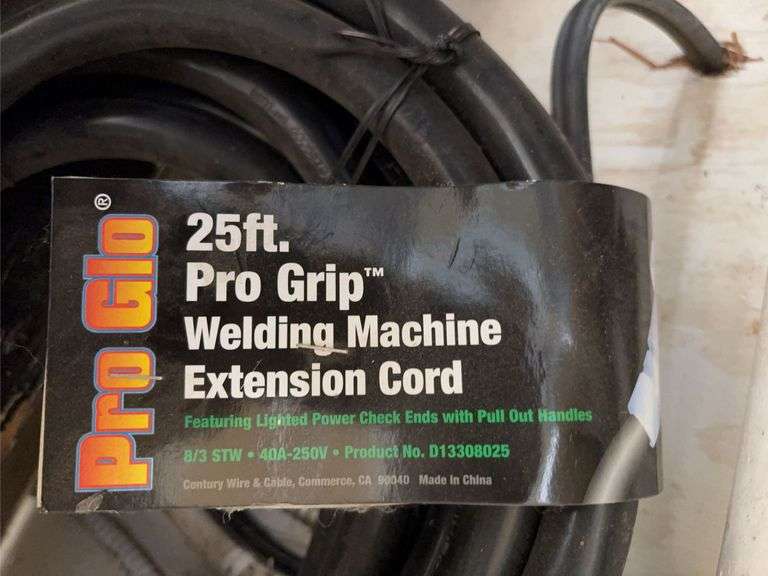 Pro Glo®
25ft.
Pro Grip™
Welding Machine
Extension Cord
Featuring Lighted Power Check Ends with Pull Out Handles
8/3 STW • 40A-250V • Product No. D13308025
Century Wire & Cable, Commerce, CA 90040 Made In China